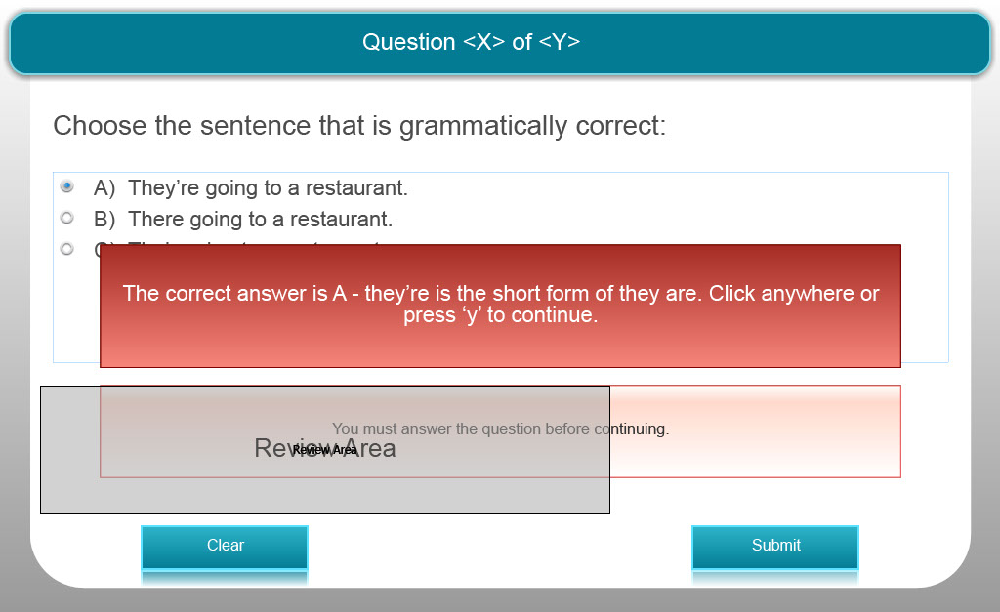 Question <X> of <Y>
Choose the sentence that is grammatically correct:
A) They’re going to a restaurant.
B) There going to a restaurant.
The correct answer is A - they’re is the short form of they are. Click anywhere or
press ‘y’ to continue.
You must answer the question before continuing.
Review Area
Review Area
Clear
Submit